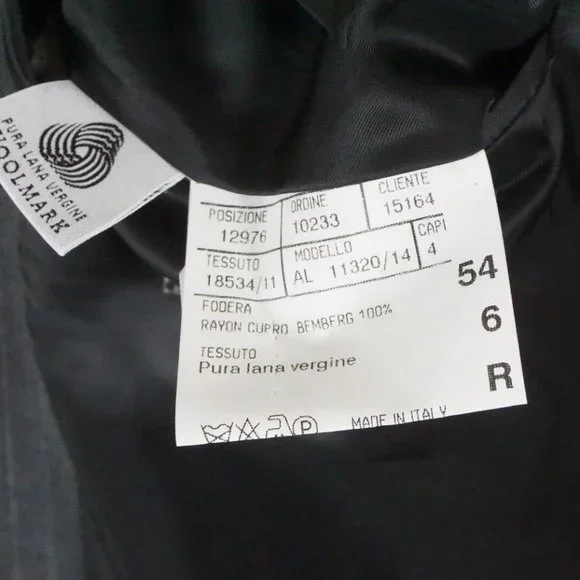 PURA LANA VERGINE
WOOLMARK
POSIZIONE
12976
ORDINE
10233
CLIENTE
15164
TESSUTO
18534/11
MODELLO
AL 11320/14
CAPI
4
54
6
R
FODERA
RAYON CUPRO BEMBERG 100%
TESSUTO
Pura lana vergine
P
MADE IN ITALY